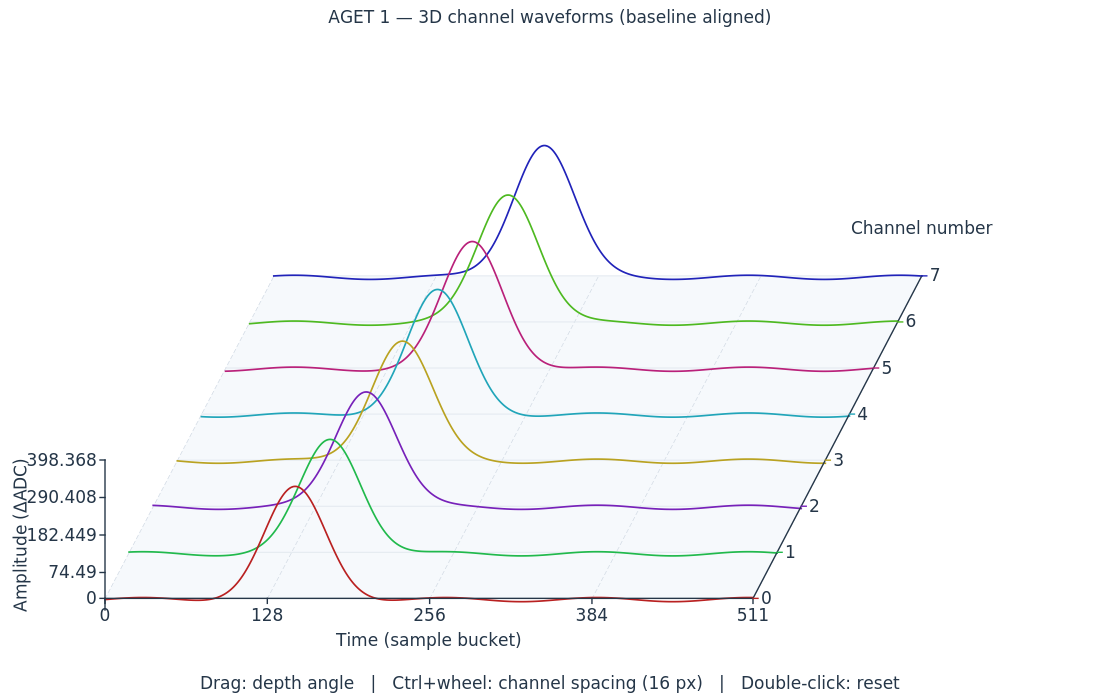 AGET 1 — 3D channel waveforms (baseline aligned)
Channel number
7
6
5
4
3
2
1
0
Amplitude (ΔADC)
398.368
290.408
182.449
74.49
0
0 128 256 384 511
Time (sample bucket)
Drag: depth angle | Ctrl+wheel: channel spacing (16 px) | Double-click: reset